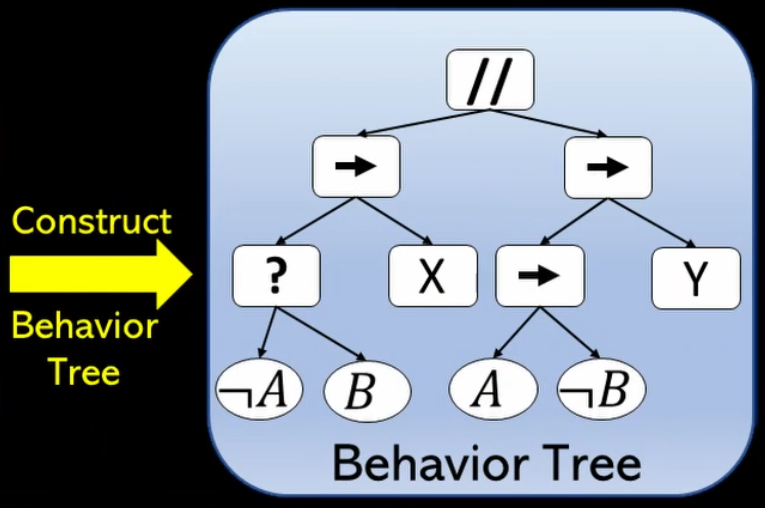 //
→ →
Construct
? X → Y
Behavior
Tree
¬A B A ¬B
Behavior Tree